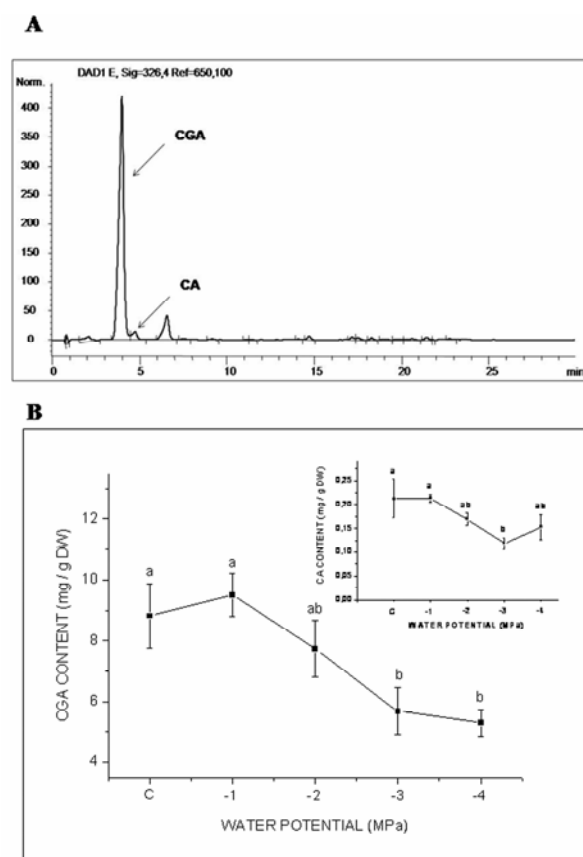 A
DAD1 E, Sig=326,4 Ref=650,100
Norm.
400
350
300
250
200
150
100
50
0
CGA
CA
0 5 10 15 20 25 min
B
CGA CONTENT (mg / g DW)
12
10
8
6
4
a a ab b b
C -1 -2 -3 -4
WATER POTENTIAL (MPa)
CA CONTENT (mg / g DW)
0,25
0,20
0,15
0,10
0,05
0,00
a a ab b ab
C -1 -2 -3 -4
WATER POTENTIAL (MPa)